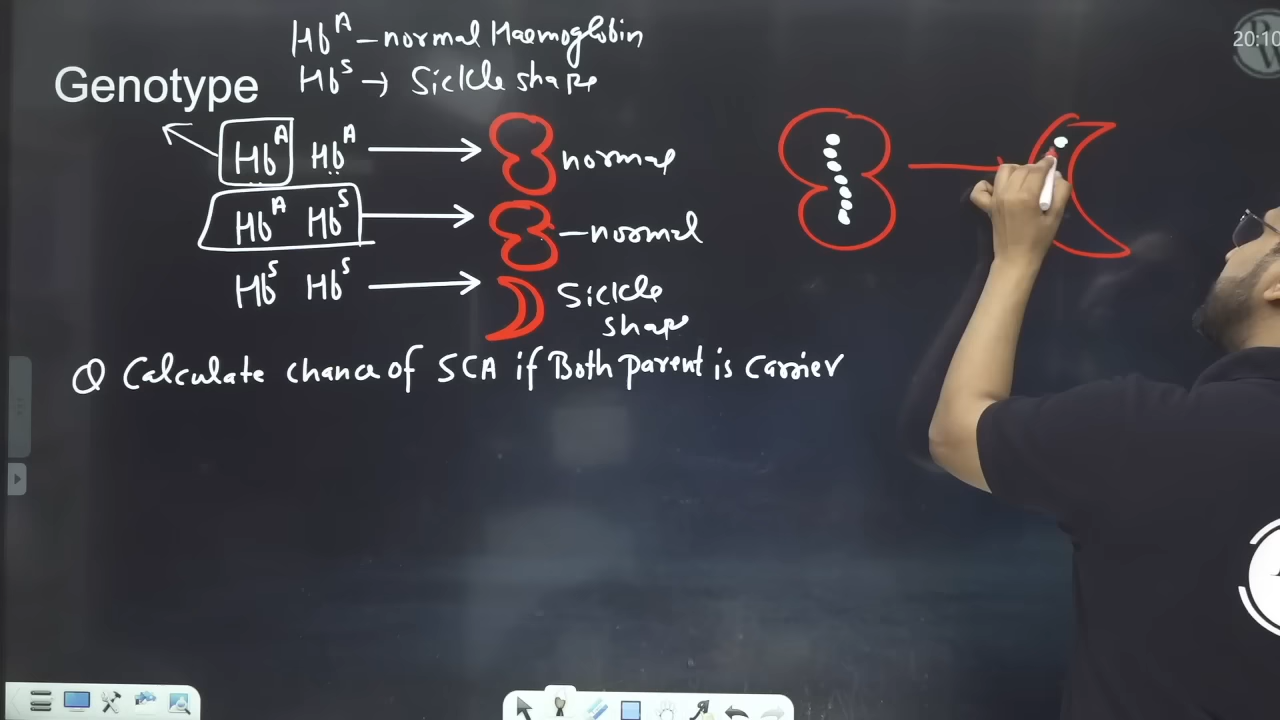 Hb^A – normal Haemoglobin
Hb^S → Sickle shape
Genotype
Hb^A Hb^A → normal
Hb^A Hb^S → – normal
Hb^S Hb^S → Sickle shape
Q Calculate chance of SCA if Both parent is carrier
20:10